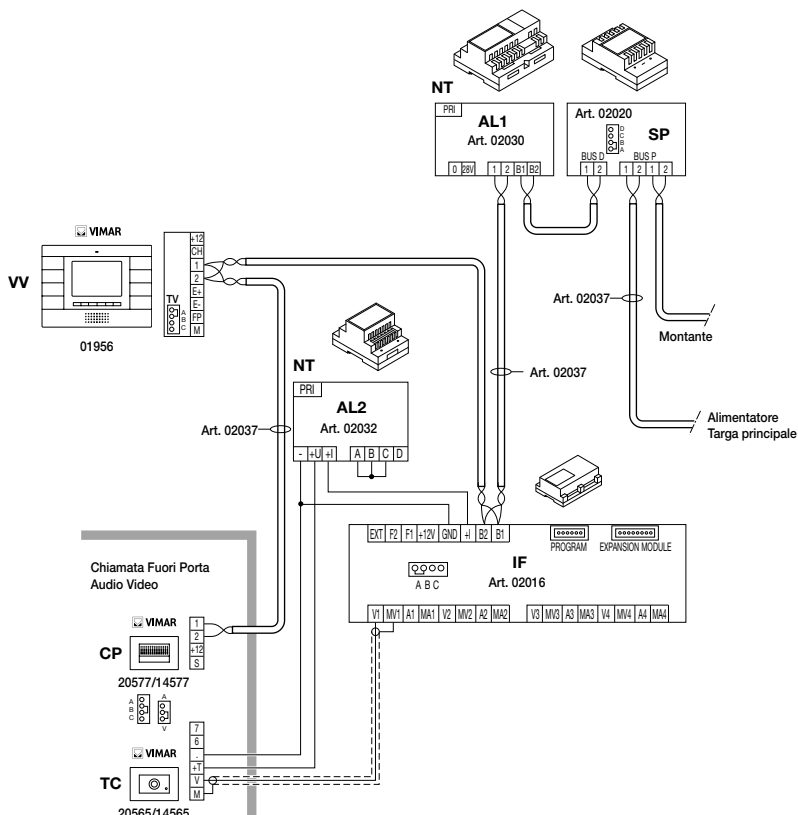 NT
PRI
AL1
Art. 02030
0 28V 1 2 B1 B2
Art. 02020
D
C
B
A
SP
BUS D BUS P
1 2 1 2 1 2
VIMAR
VV
01956
+12
CH
1
2
E+
E-
FP
M
TV
A
B
C
Art. 02037
Montante
Alimentatore
Targa principale
Art. 02037
NT
PRI
AL2
Art. 02032
- +U +I A B C D
Art. 02037
EXT F2 F1 +12V GND +I B2 B1
PROGRAM EXPANSION MODULE
IF
Art. 02016
A B C
V1 MV1 A1 MA1 V2 MV2 A2 MA2 V3 MV3 A3 MA3 V4 MV4 A4 MA4
Chiamata Fuori Porta
Audio Video
VIMAR
CP
20577/14577
1
2
+12
S
A
B
C
A
V
VIMAR
TC
20565/14565
7
6
-
+T
V
M